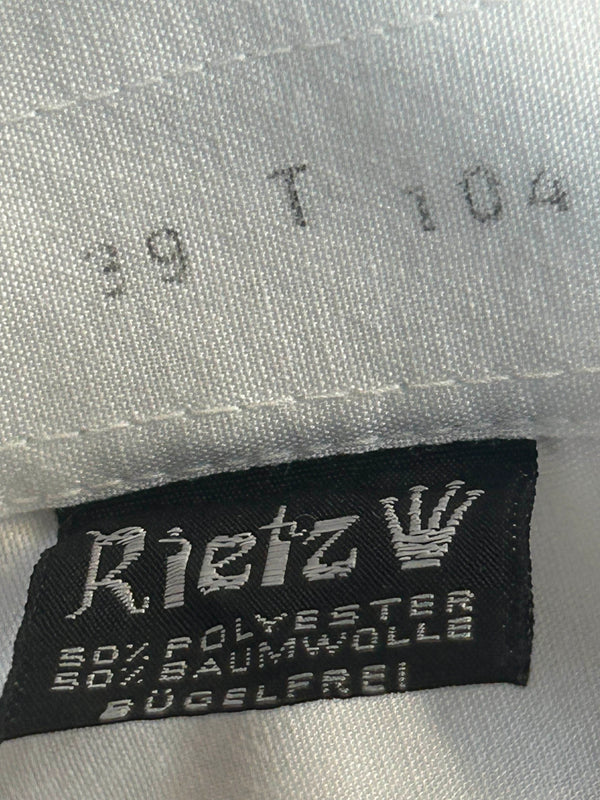 39 T 104
Rietz
50% POLYESTER
50% BAUMWOLLE
BÜGELFREI